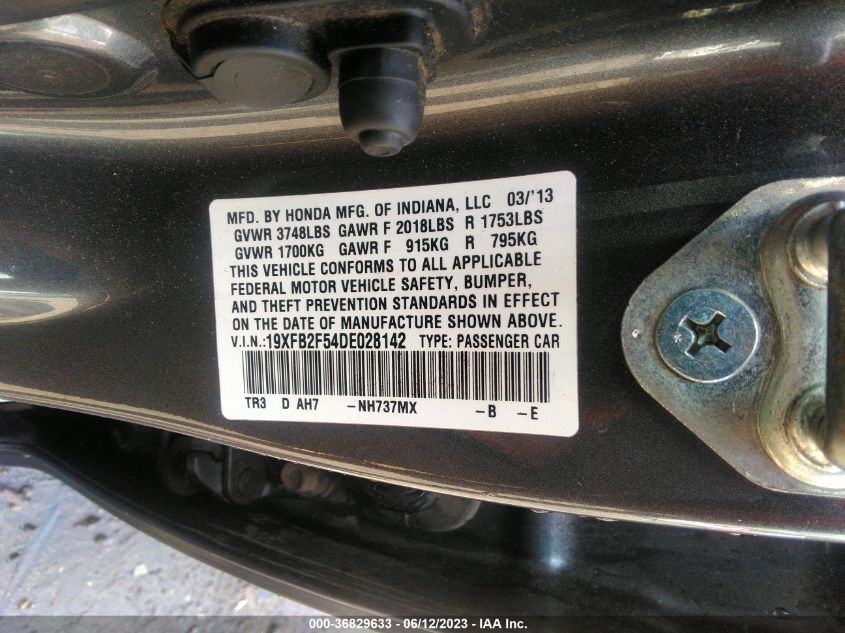 MFD. BY HONDA MFG. OF INDIANA, LLC 03/'13
GVWR 3748LBS GAWR F 2018LBS R 1753LBS
GVWR 1700KG GAWR F 915KG R 795KG
THIS VEHICLE CONFORMS TO ALL APPLICABLE
FEDERAL MOTOR VEHICLE SAFETY, BUMPER,
AND THEFT PREVENTION STANDARDS IN EFFECT
ON THE DATE OF MANUFACTURE SHOWN ABOVE.
V.I.N.:19XFB2F54DE028142 TYPE: PASSENGER CAR
TR3 D AH7 -NH737MX -B -E
000-36829633 - 06/12/2023 - IAA Inc.